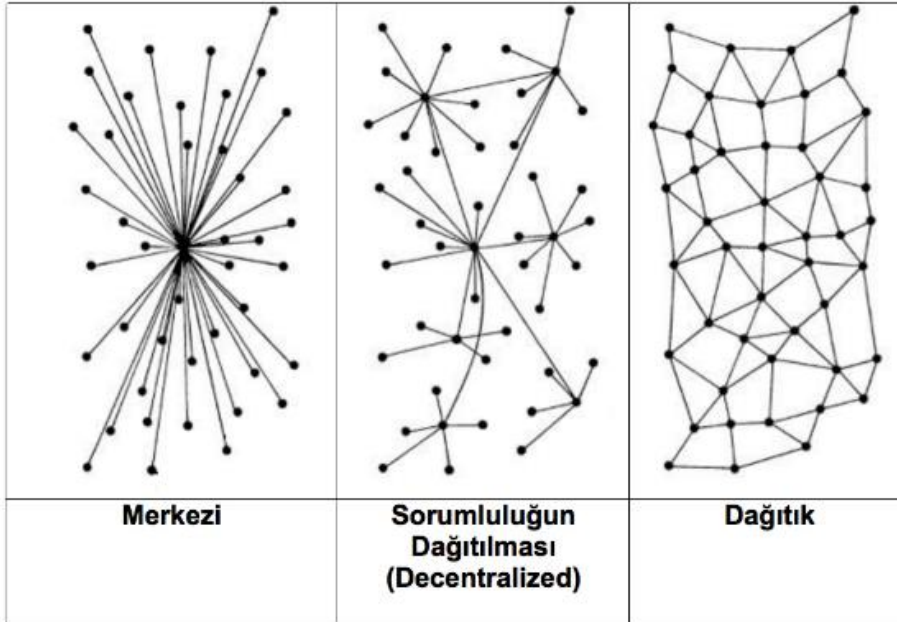 Merkezi
Sorumluluğun
Dağıtılması
(Decentralized)
Dağıtık